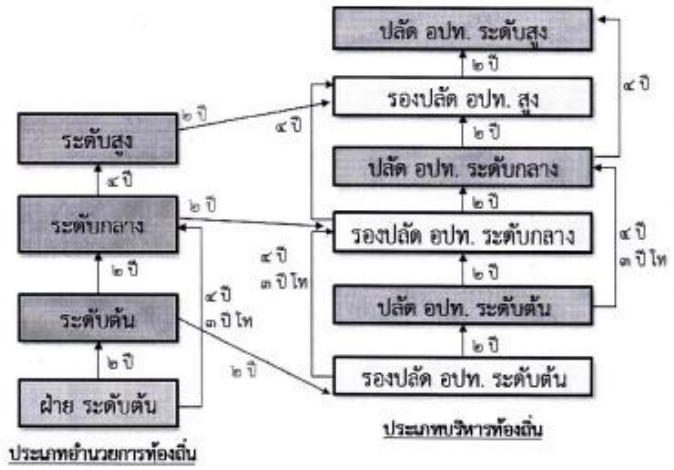 ปลัด อปท. ระดับสูง
๒ ปี
๔ ปี
รองปลัด อปท. สูง
๒ ปี
๔ ปี
๒ ปี
ระดับสูง
ปลัด อปท. ระดับกลาง
๔ ปี
๒ ปี
ระดับกลาง
๒ ปี
รองปลัด อปท. ระดับกลาง
๔ ปี
๓ ปี โท
๔ ปี
๓ ปี โท
๒ ปี
๒ ปี
ระดับต้น
ปลัด อปท. ระดับต้น
๔ ปี
๓ ปี โท
๒ ปี
๒ ปี
๒ ปี
ฝ่าย ระดับต้น
รองปลัด อปท. ระดับต้น
ประเภทอำนวยการท้องถิ่น
ประเภทบริหารท้องถิ่น